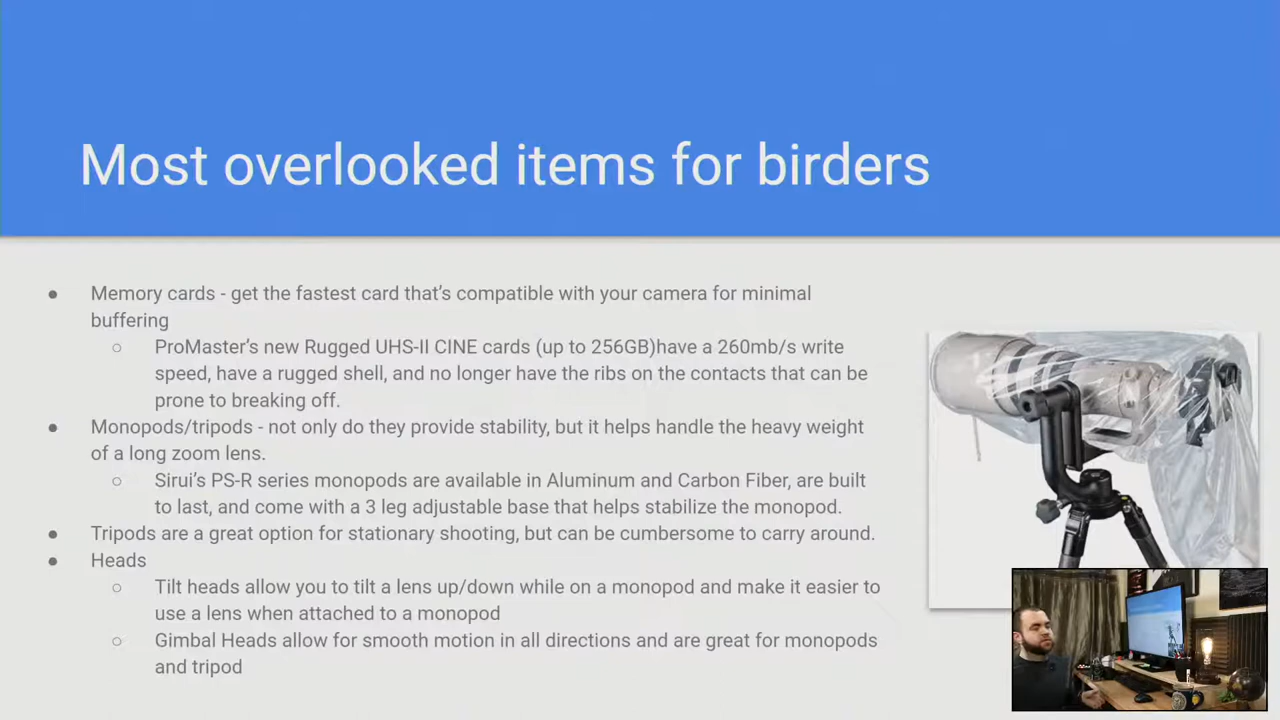 Most overlooked items for birders
● Memory cards - get the fastest card that's compatible with your camera for minimal
buffering
○ ProMaster's new Rugged UHS-II CINE cards (up to 256GB)have a 260mb/s write
speed, have a rugged shell, and no longer have the ribs on the contacts that can be
prone to breaking off.
● Monopods/tripods - not only do they provide stability, but it helps handle the heavy weight
of a long zoom lens.
○ Sirui's PS-R series monopods are available in Aluminum and Carbon Fiber, are built
to last, and come with a 3 leg adjustable base that helps stabilize the monopod.
● Tripods are a great option for stationary shooting, but can be cumbersome to carry around.
● Heads
○ Tilt heads allow you to tilt a lens up/down while on a monopod and make it easier to
use a lens when attached to a monopod
○ Gimbal Heads allow for smooth motion in all directions and are great for monopods
and tripod